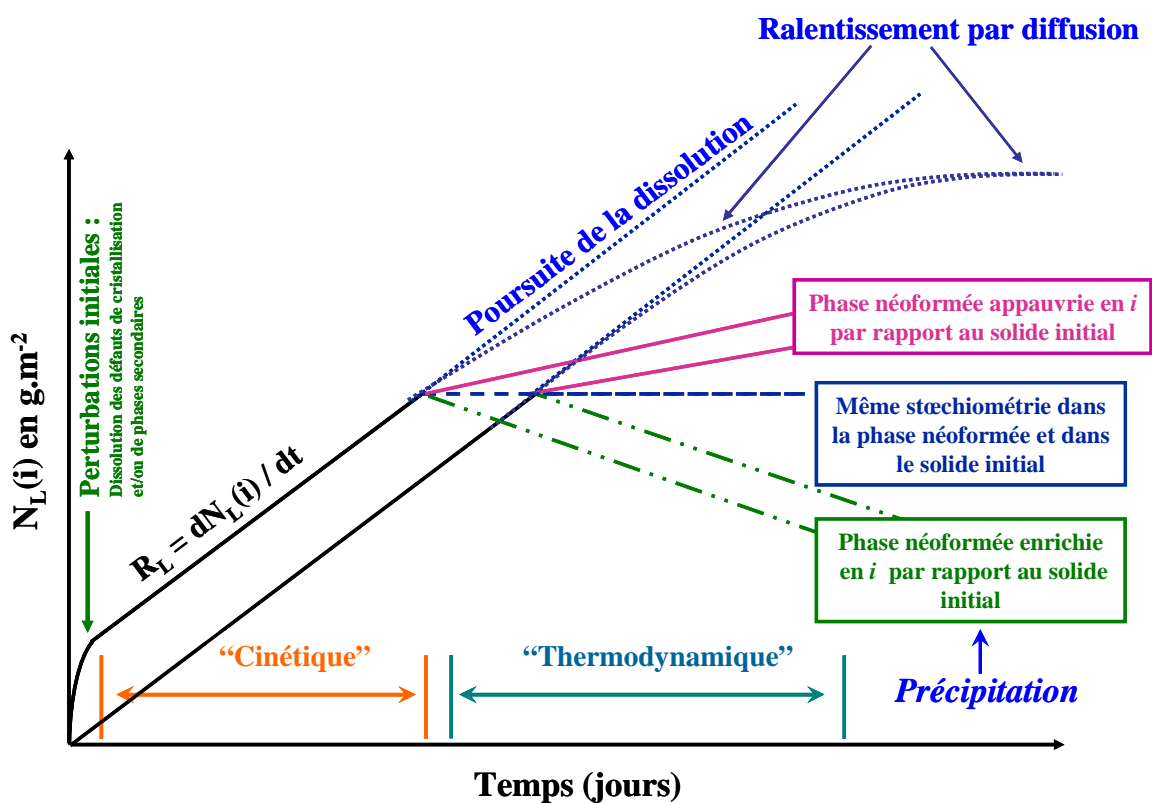 Ralentissement par diffusion
Poursuite de la dissolution
N_L(i) en g.m⁻²
Perturbations initiales :
Dissolution des défauts de cristallisation
et/ou de phases secondaires
R_L = dN_L(i) / dt
Phase néoformée appauvrie en i
par rapport au solide initial
Même stœchiométrie dans
la phase néoformée et dans
le solide initial
Phase néoformée enrichie
en i par rapport au solide
initial
“Cinétique”
“Thermodynamique”
Précipitation
Temps (jours)